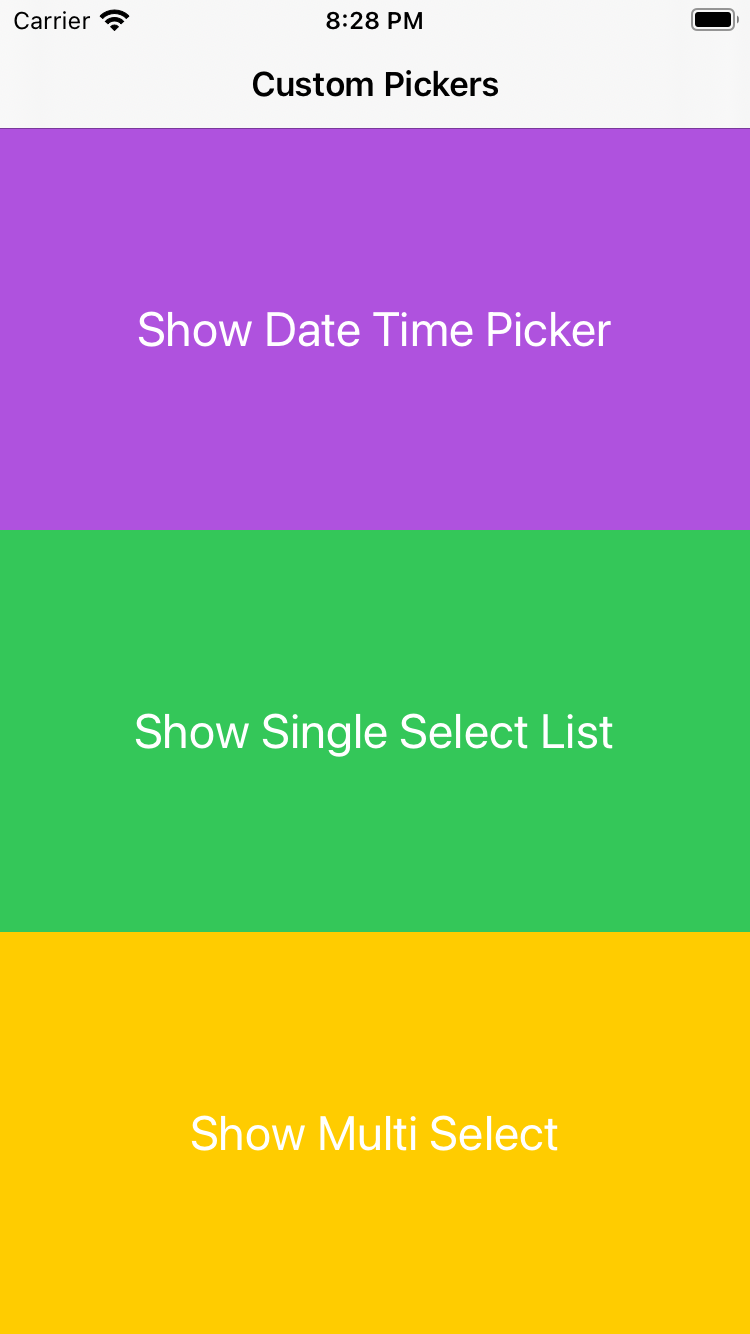 Carrier 8:28 PM
Custom Pickers
Show Date Time Picker
Show Single Select List
Show Multi Select